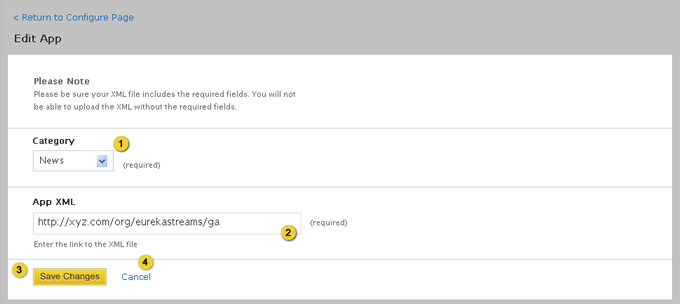 < Return to Configure Page
Edit App
Please Note
Please be sure your XML file includes the required fields. You will not
be able to upload the XML without the required fields.
Category
1
News
(required)
App XML
http://xyz.com/org/eurekastreams/ga
(required)
2
Enter the link to the XML file
4
3
Save Changes
Cancel